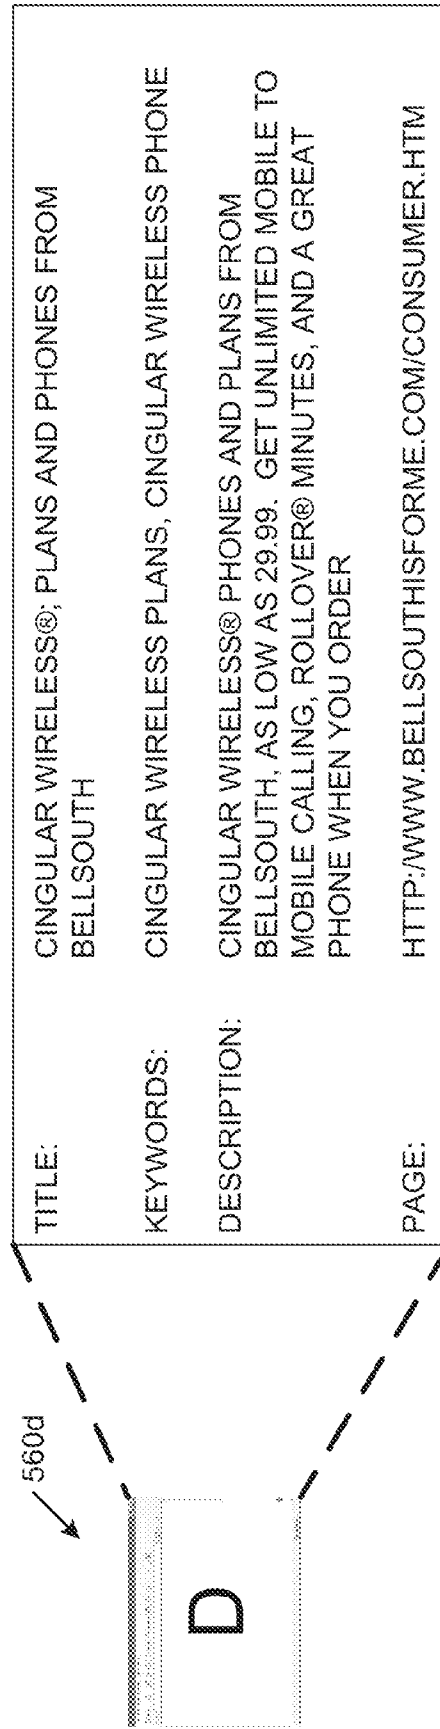 560d
D
TITLE: CINGULAR WIRELESS®; PLANS AND PHONES FROM
BELLSOUTH
KEYWORDS: CINGULAR WIRELESS PLANS, CINGULAR WIRELESS PHONE
DESCRIPTION: CINGULAR WIRELESS® PHONES AND PLANS FROM
BELLSOUTH, AS LOW AS 29.99. GET UNLIMITED MOBILE TO
MOBILE CALLING, ROLLOVER® MINUTES, AND A GREAT
PHONE WHEN YOU ORDER
PAGE: HTTP:/WWW.BELLSOUTHISFORME.COM/CONSUMER.HTM